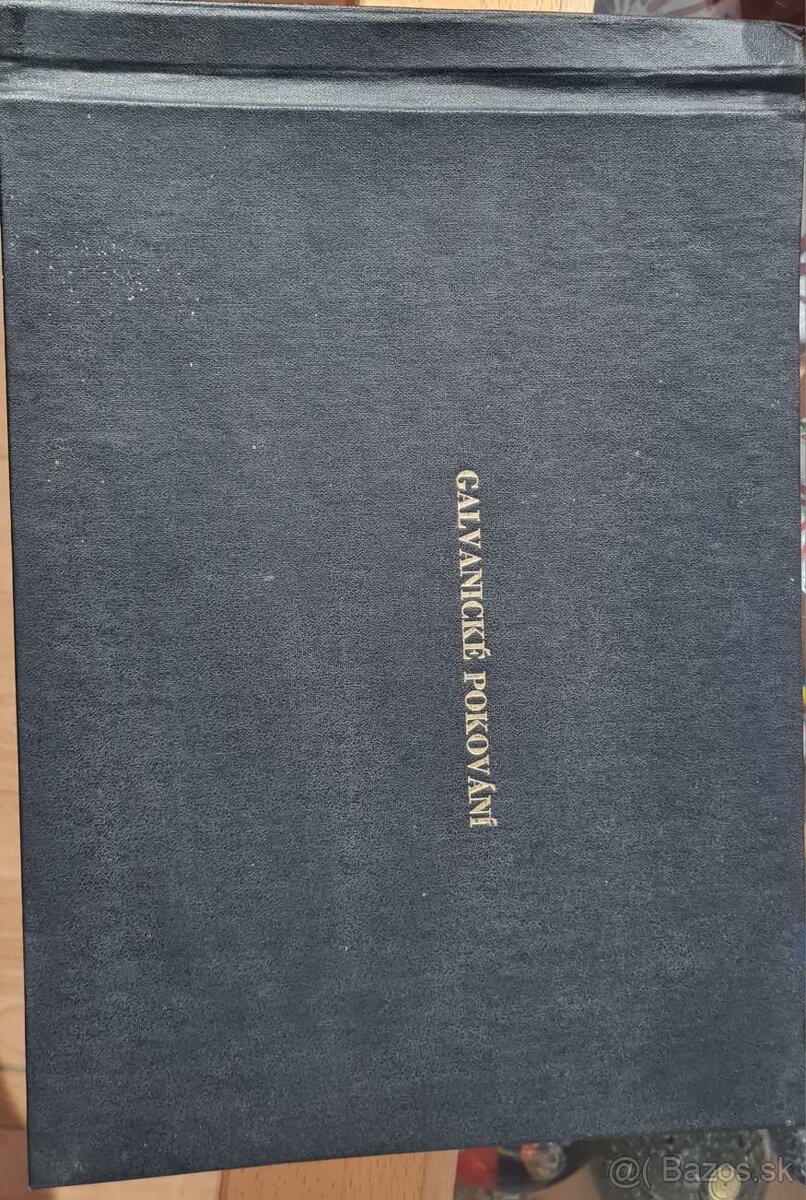 GALVANICKÉ POKOVÁNÍ
@( Bazos.sk